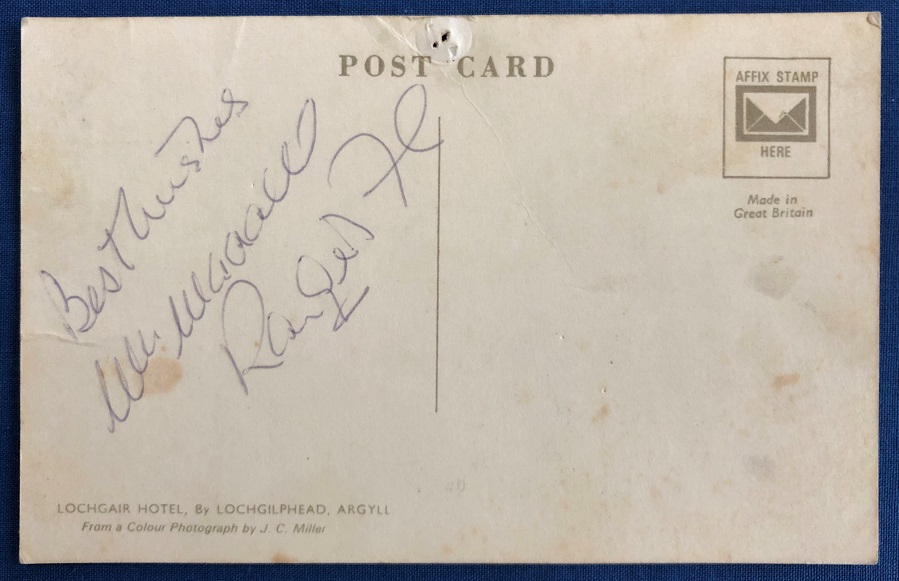 POST CARD
AFFIX STAMP
HERE
Made in
Great Britain
Best Wishes
Rangers F C
LOCHGAIR HOTEL, By LOCHGILPHEAD, ARGYLL
From a Colour Photograph by J. C. Miller